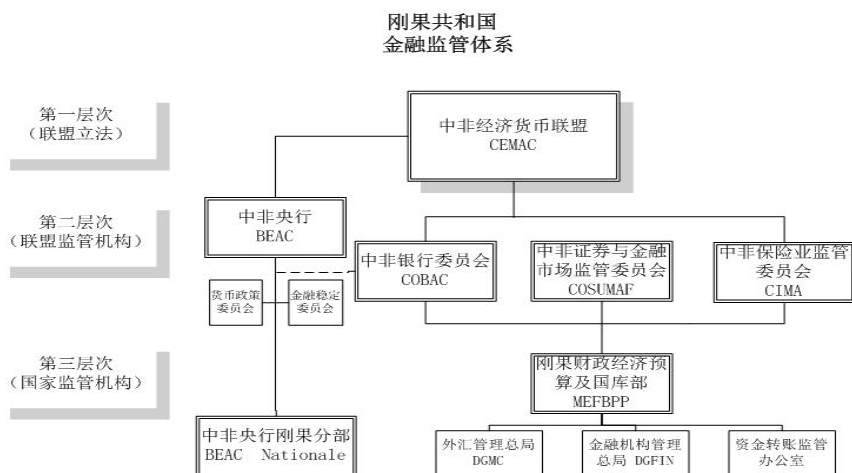 刚果共和国
金融监管体系
第一层次
（联盟立法）
中非经济货币联盟
CEMAC
第二层次
（联盟监管机构）
中非央行
BEAC
中非银行委员会
COBAC
中非证券与金融
市场监管委员会
COSUMAF
中非保险业监管
委员会
CIMA
货币政策
委员会
金融稳定
委员会
第三层次
（国家监管机构）
刚果财政经济预
算及国库部
MEFBPP
中非央行刚果分部
BEAC Nationale
外汇管理总局
DGMC
金融机构管理
总局 DGFIN
资金转账监管
办公室